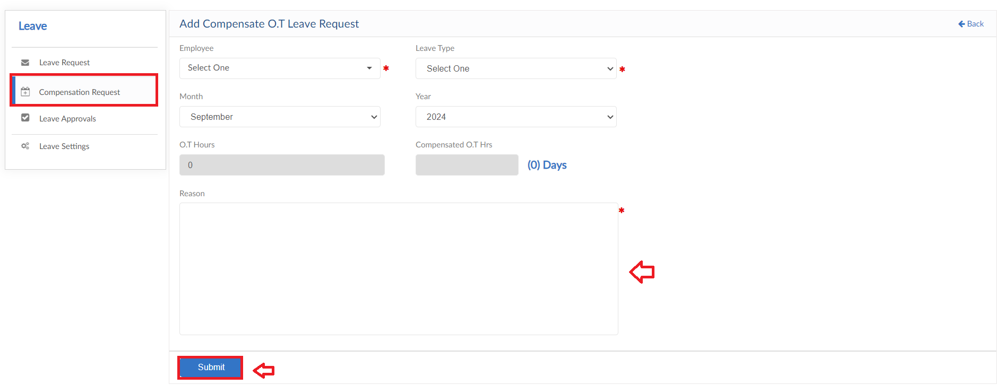 Leave
Leave Request
Compensation Request
Leave Approvals
Leave Settings
Add Compensate O.T Leave Request
Back
Employee
Leave Type
Select One *
Select One *
Month
Year
September
2024
O.T Hours
Compensated O.T Hrs
0
(0) Days
Reason
*
Submit